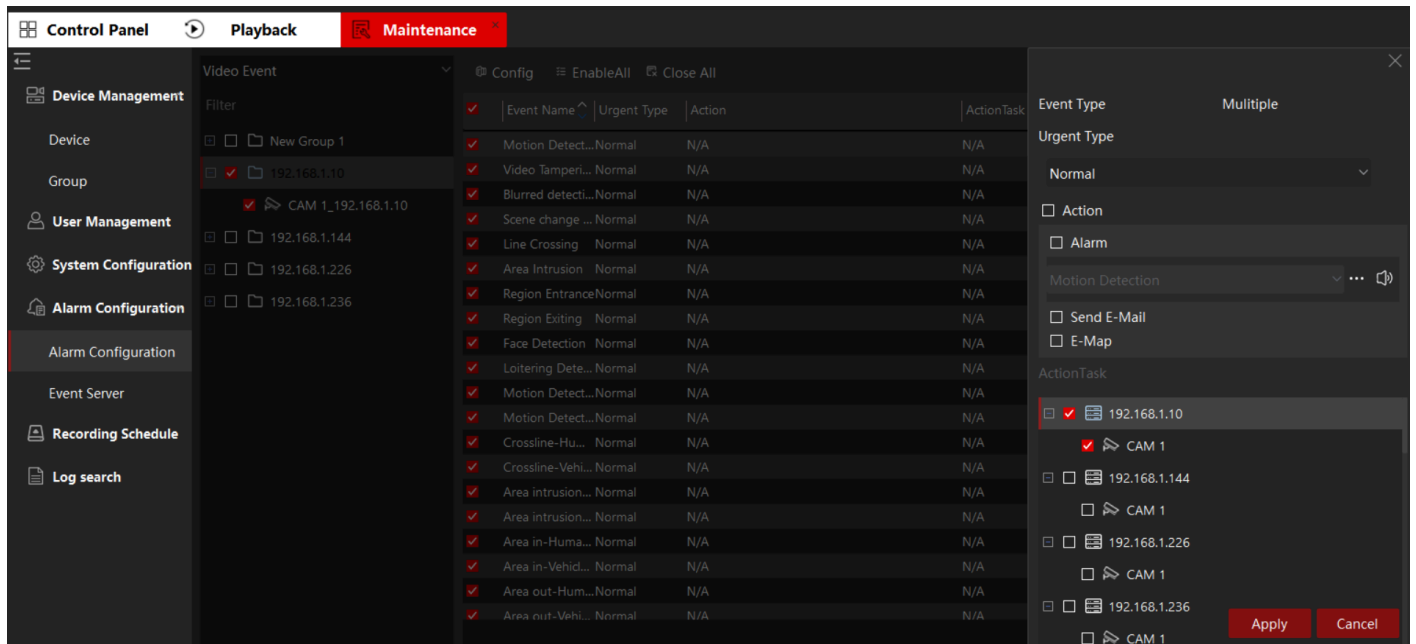 Control Panel Playback Maintenance ×
Device Management
Device
Group
User Management
System Configuration
Alarm Configuration
Alarm Configuration
Event Server
Recording Schedule
Log search
Video Event
Filter
New Group 1
192.168.1.10
CAM 1_192.168.1.10
192.168.1.144
192.168.1.226
192.168.1.236
Config EnableAll Close All
Event Name Urgent Type Action ActionTask
Motion Detect... Normal N/A N/A
Video Tamperi... Normal N/A N/A
Blurred detecti... Normal N/A N/A
Scene change ... Normal N/A N/A
Line Crossing Normal N/A N/A
Area Intrusion Normal N/A N/A
Region Entrance Normal N/A N/A
Region Exiting Normal N/A N/A
Face Detection Normal N/A N/A
Loitering Dete... Normal N/A N/A
Motion Detect... Normal N/A N/A
Motion Detect... Normal N/A N/A
Crossline-Hu... Normal N/A N/A
Crossline-Vehi... Normal N/A N/A
Area intrusion... Normal N/A N/A
Area intrusion... Normal N/A N/A
Area in-Huma... Normal N/A N/A
Area in-Vehicl... Normal N/A N/A
Area out-Hum... Normal N/A N/A
Area out-Vehi... Normal N/A N/A
Event Type Mulitiple
Urgent Type
Normal
Action
Alarm
Motion Detection ...
Send E-Mail
E-Map
ActionTask
192.168.1.10
CAM 1
192.168.1.144
CAM 1
192.168.1.226
CAM 1
192.168.1.236
CAM 1
Apply Cancel